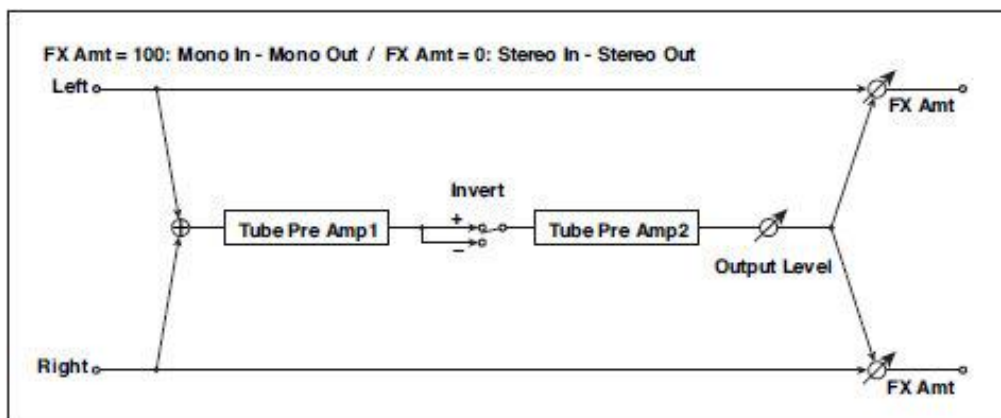 FX Amt = 100: Mono In - Mono Out / FX Amt = 0: Stereo In - Stereo Out
Left
FX Amt
Invert
+
Tube Pre Amp1
Tube Pre Amp2
−
Output Level
Right
FX Amt